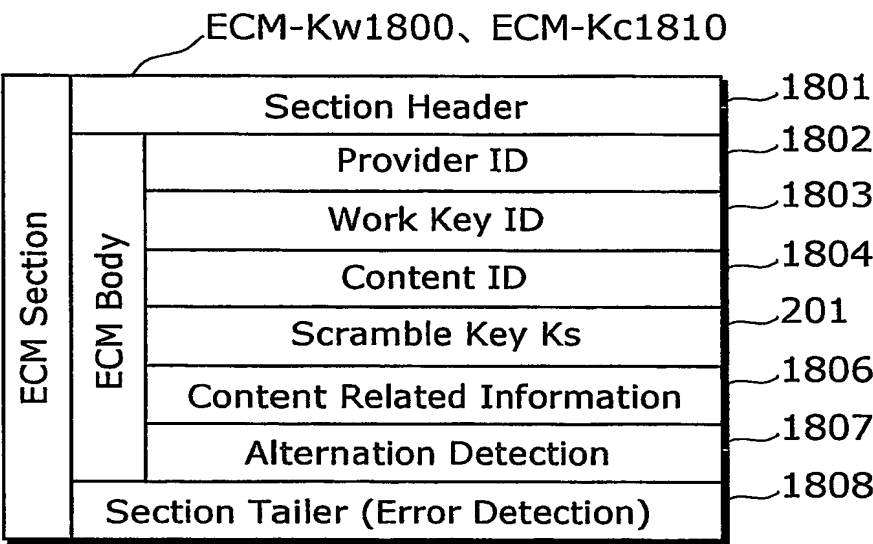 ECM-Kw1800、ECM-Kc1810
ECM Section
Section Header
1801
ECM Body
Provider ID
1802
Work Key ID
1803
Content ID
1804
Scramble Key Ks
201
Content Related Information
1806
Alternation Detection
1807
Section Tailer (Error Detection)
1808